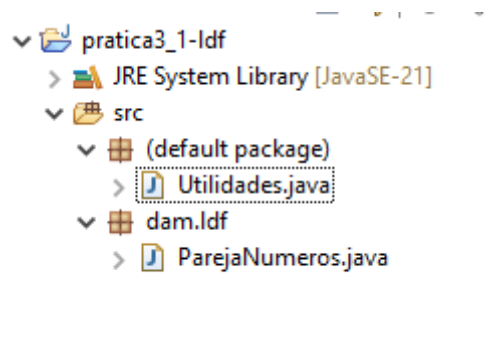 pratica3_1-ldf
JRE System Library [JavaSE-21]
src
(default package)
Utilidades.java
dam.ldf
ParejaNumeros.java